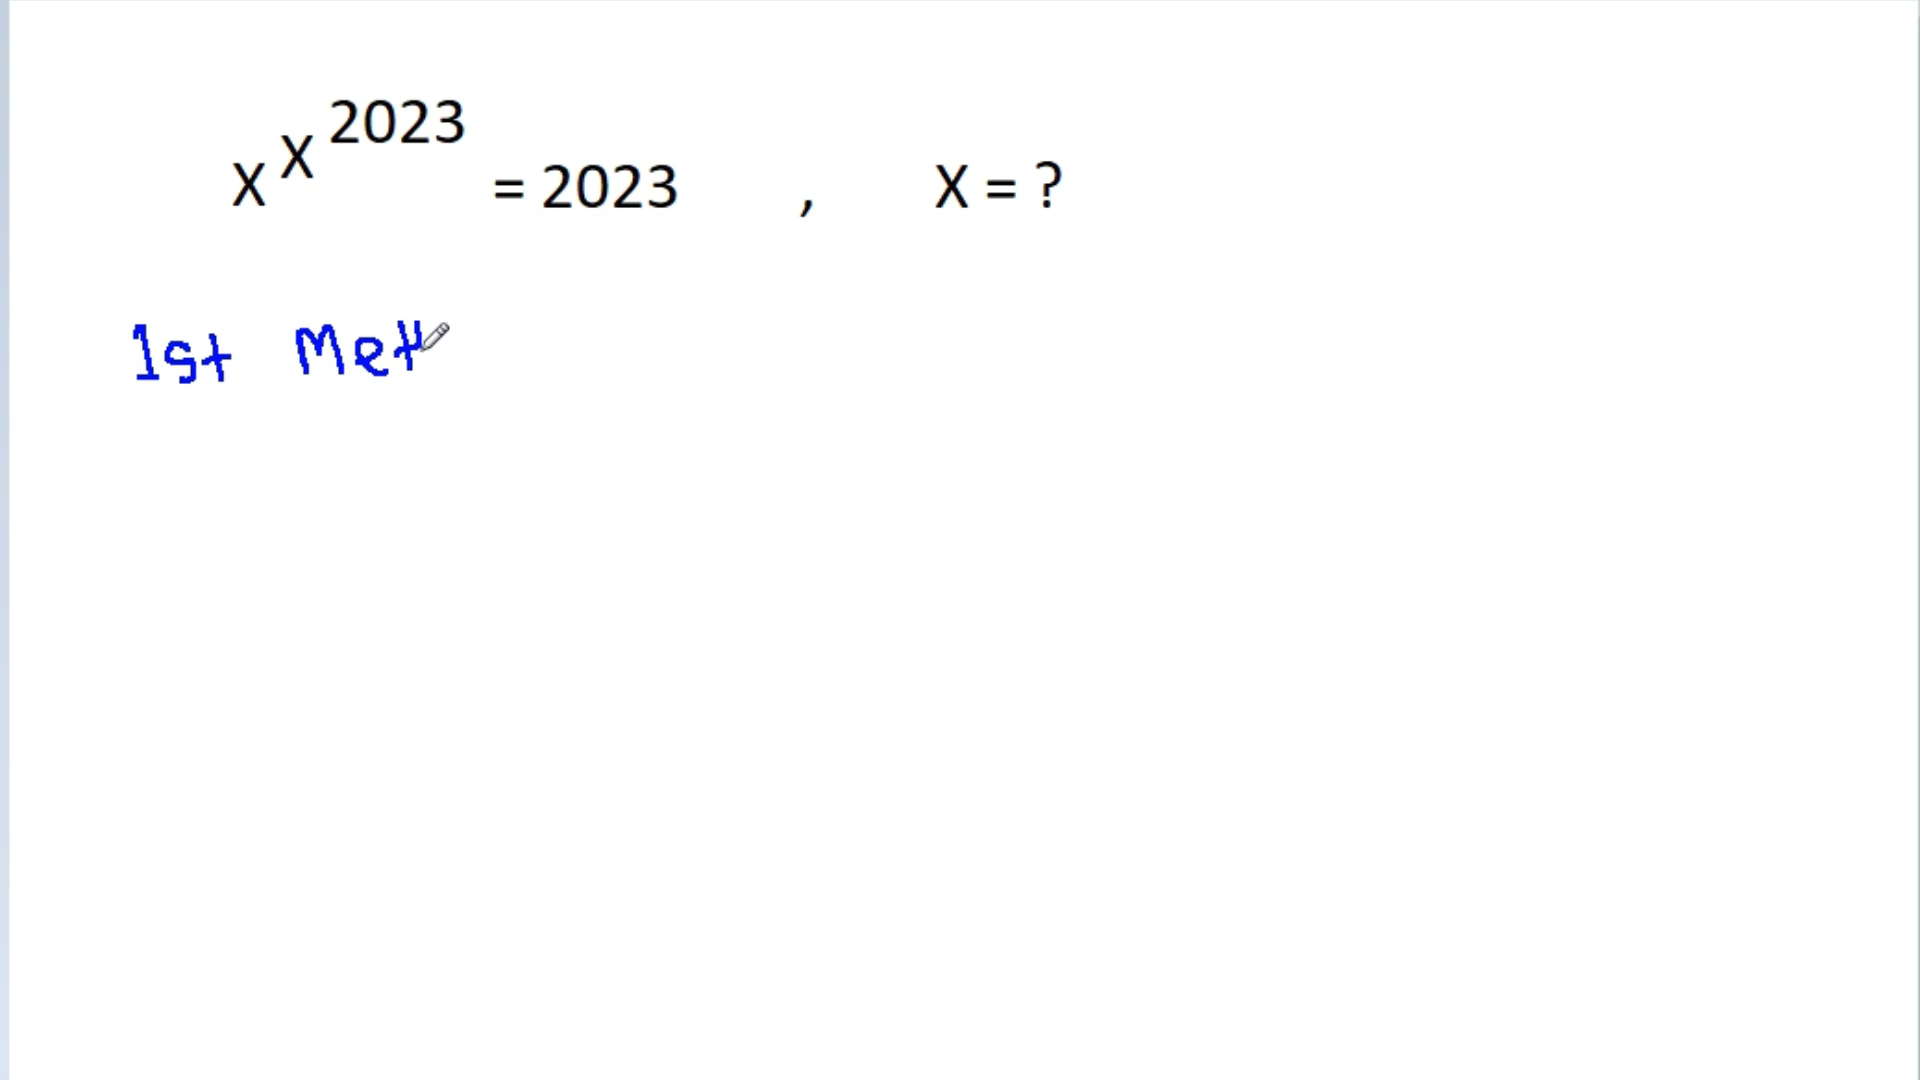 X^X^2023 = 2023 , X = ?
1st Met